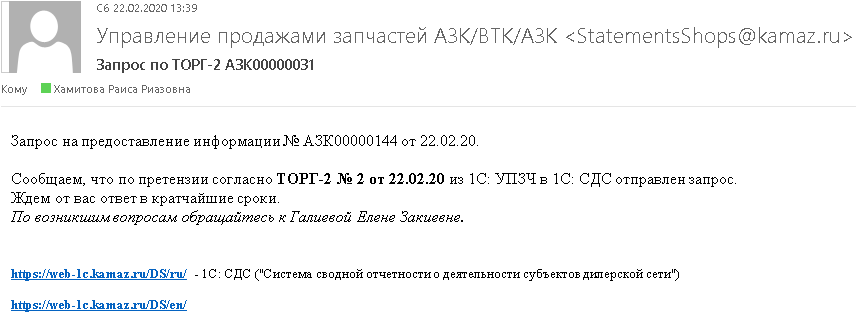 Сб 22.02.2020 13:39
Управление продажами запчастей АЗК/ВТК/АЗК <StatementsShops@kamaz.ru>
Запрос по ТОРГ-2 АЗК00000031
Кому Хамитова Раиса Риазовна
Запрос на предоставление информации № АЗК00000144 от 22.02.20.
Сообщаем, что по претензии согласно ТОРГ-2 № 2 от 22.02.20 из 1С: УПЗЧ в 1С: СДС отправлен запрос.
Ждем от вас ответ в кратчайшие сроки.
По возникшим вопросам обращайтесь к Галиевой Елене Закиевне.
https://web-1c.kamaz.ru/DS/ru/ - 1С: СДС ("Система сводной отчетности о деятельности субъектов дилерской сети")
https://web-1c.kamaz.ru/DS/en/